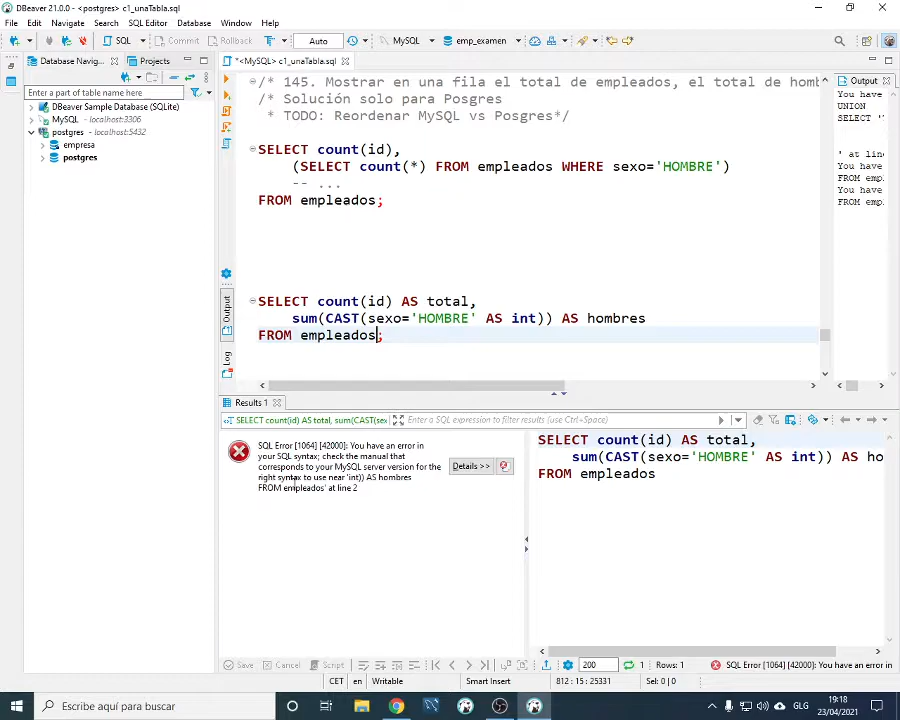 DBeaver 21.0.0 - <postgres> c1_unaTabla.sql
File Edit Navigate Search SQL Editor Database Window Help
SQL Commit Rollback Auto MySQL emp_examen
Database Navig... Projects
*<MySQL> c1_unaTabla.sql
Output
Enter a part of table name here
DBeaver Sample Database (SQLite)
MySQL - localhost:3306
postgres - localhost:5432
empresa
postgres
/* 145. Mostrar en una fila el total de empleados, el total de homb
/* Solución solo para Posgres
* TODO: Reordenar MySQL vs Posgres*/
SELECT count(id),
(SELECT count(*) FROM empleados WHERE sexo='HOMBRE')
-- ...
FROM empleados;
SELECT count(id) AS total,
sum(CAST(sexo='HOMBRE' AS int)) AS hombres
FROM empleados;
Output
Log
You have
UNION
SELECT '
' at line
You have
FROM empl
You have
FROM empl
Results 1
SELECT count(id) AS total, sum(CAST(sex
Enter a SQL expression to filter results (use Ctrl+Space)
SQL Error [1064] [42000]: You have an error in
your SQL syntax; check the manual that
corresponds to your MySQL server version for the
right syntax to use near 'int)) AS hombres
FROM empleados' at line 2
Details >>
SELECT count(id) AS total,
sum(CAST(sexo='HOMBRE' AS int)) AS ho
FROM empleados
Save Cancel Script 200 1 Rows: 1 SQL Error [1064] [42000]: You have an error in
CET en Writable Smart Insert 812 : 15 : 25331 Sel: 0 | 0
Escribe aquí para buscar
GLG
19:18
23/04/2021